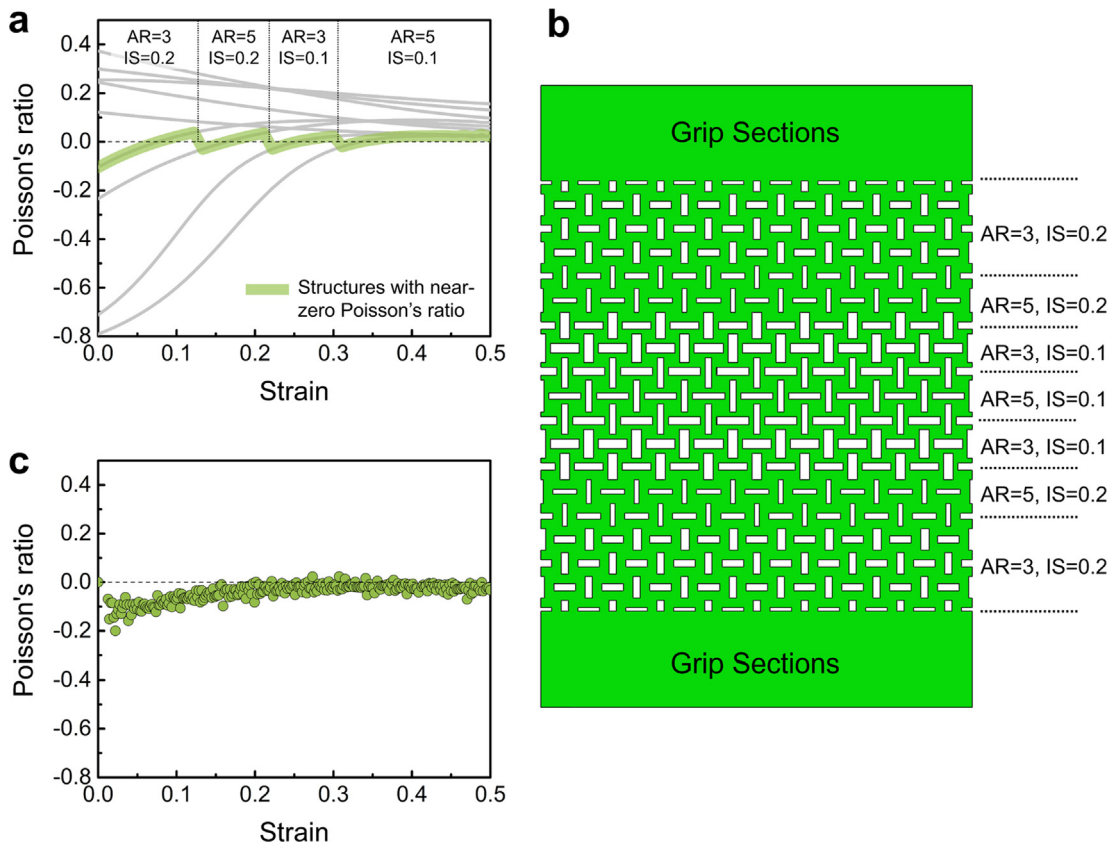 a
AR=3 AR=5 AR=3 AR=5
IS=0.2 IS=0.2 IS=0.1 IS=0.1
0.4
0.2
0.0
-0.2
-0.4
-0.6
-0.8
Poisson's ratio
Structures with near-
zero Poisson's ratio
0.0 0.1 0.2 0.3 0.4 0.5
Strain
b
Grip Sections
AR=3, IS=0.2
AR=5, IS=0.2
AR=3, IS=0.1
AR=5, IS=0.1
AR=3, IS=0.1
AR=5, IS=0.2
AR=3, IS=0.2
Grip Sections
c
0.4
0.2
0.0
-0.2
-0.4
-0.6
-0.8
Poisson's ratio
0.0 0.1 0.2 0.3 0.4 0.5
Strain